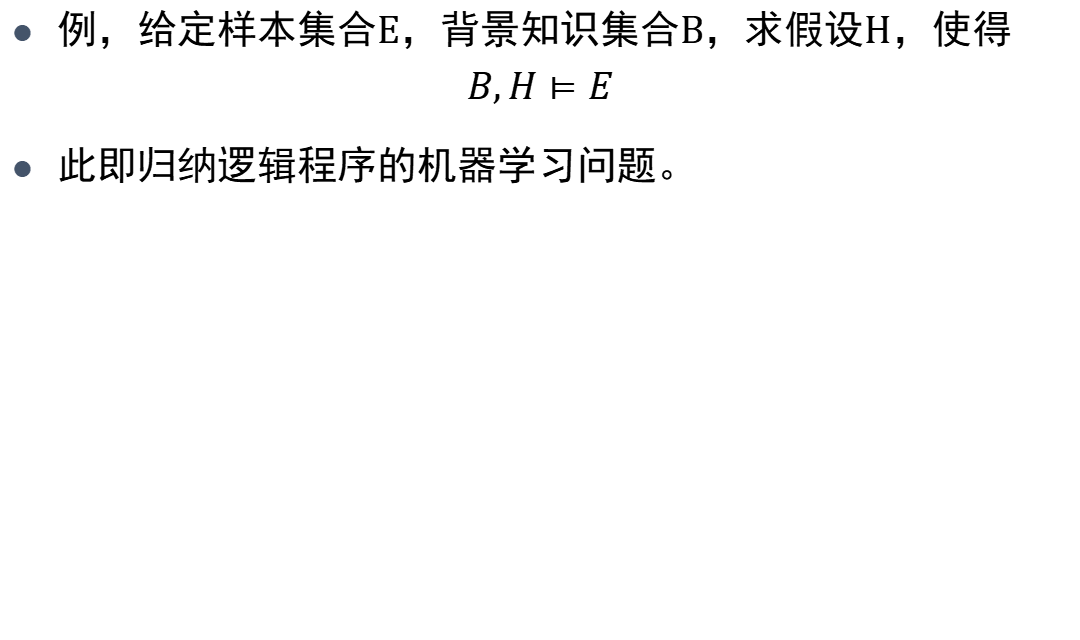 • 例，给定样本集合E，背景知识集合B，求假设H，使得
B, H ⊨ E
• 此即归纳逻辑程序的机器学习问题。